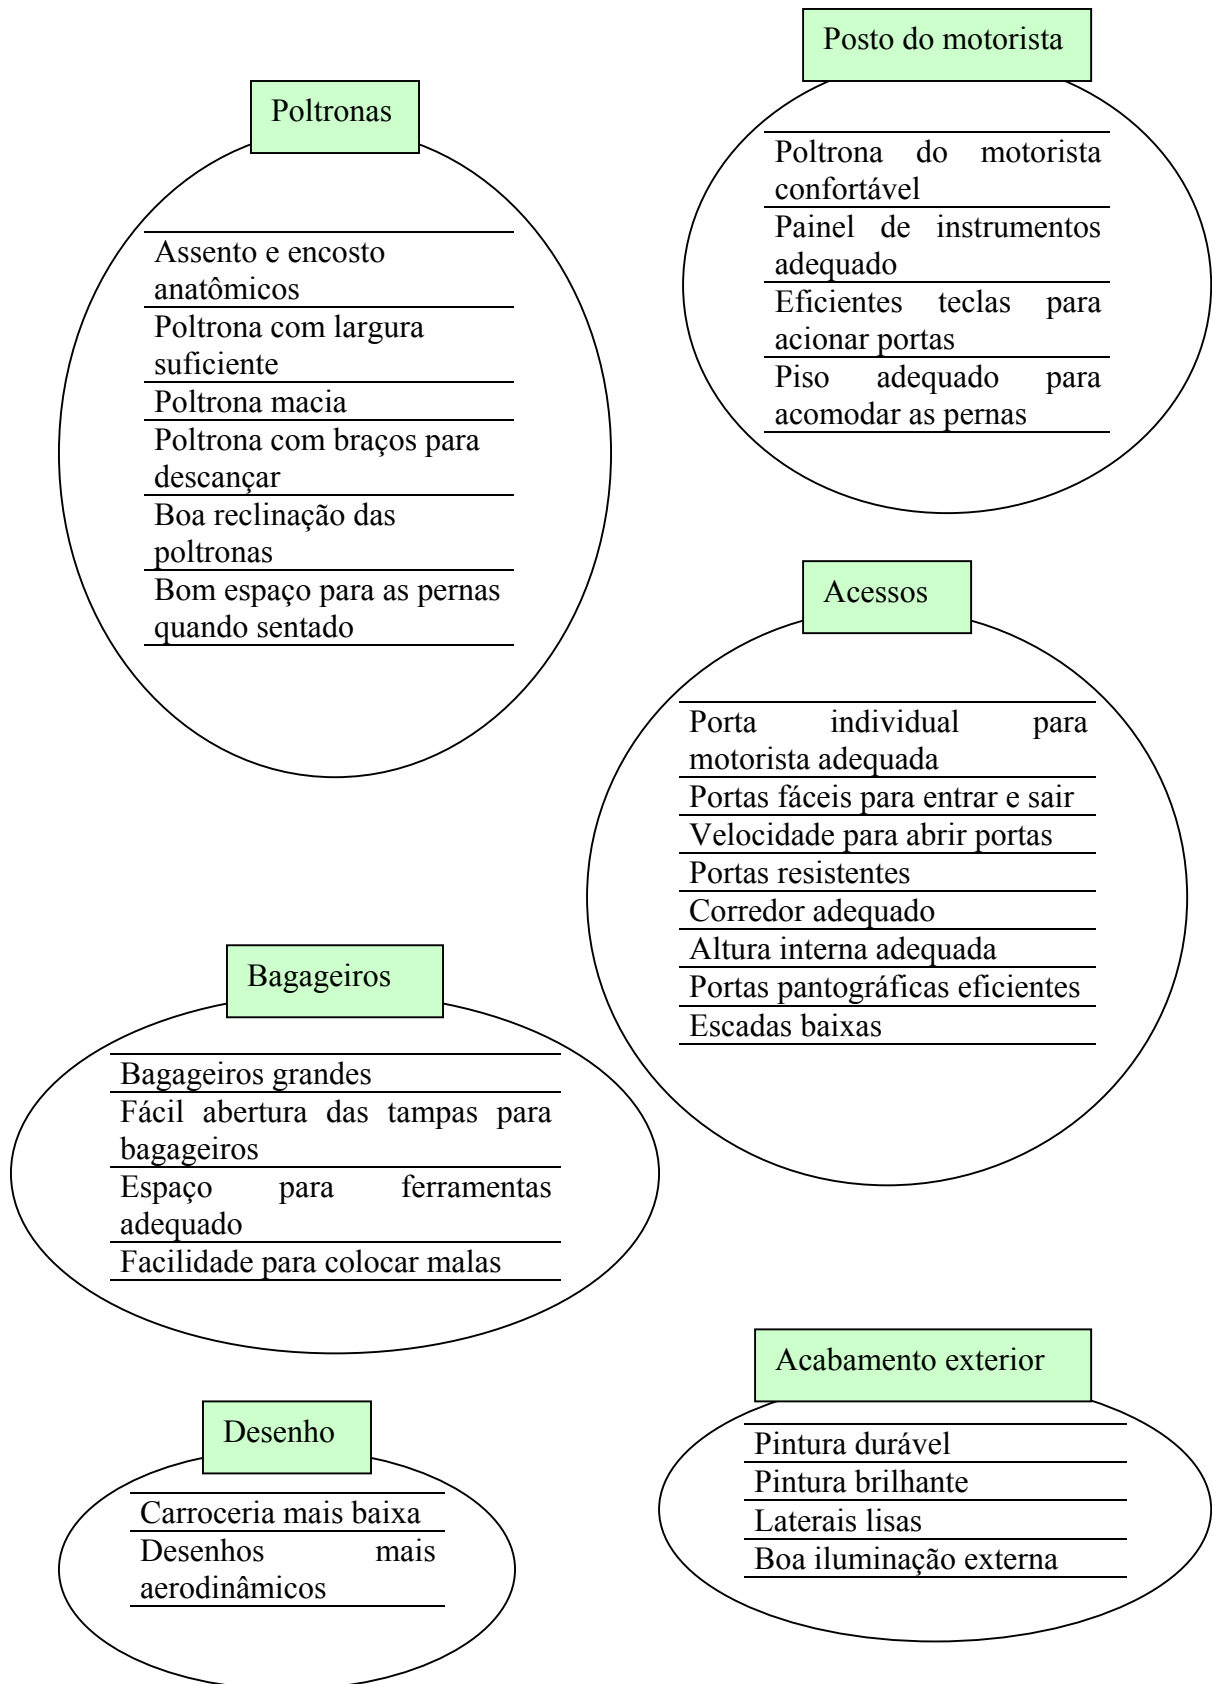 Poltronas
Assento e encosto
anatômicos
Poltrona com largura
suficiente
Poltrona macia
Poltrona com braços para
descançar
Boa reclinação das
poltronas
Bom espaço para as pernas
quando sentado
Posto do motorista
Poltrona do motorista
confortável
Painel de instrumentos
adequado
Eficientes teclas para
acionar portas
Piso adequado para
acomodar as pernas
Acessos
Porta individual para
motorista adequada
Portas fáceis para entrar e sair
Velocidade para abrir portas
Portas resistentes
Corredor adequado
Altura interna adequada
Portas pantográficas eficientes
Escadas baixas
Bagageiros
Bagageiros grandes
Fácil abertura das tampas para
bagageiros
Espaço para ferramentas
adequado
Facilidade para colocar malas
Acabamento exterior
Pintura durável
Pintura brilhante
Laterais lisas
Boa iluminação externa
Desenho
Carroceria mais baixa
Desenhos mais
aerodinâmicos